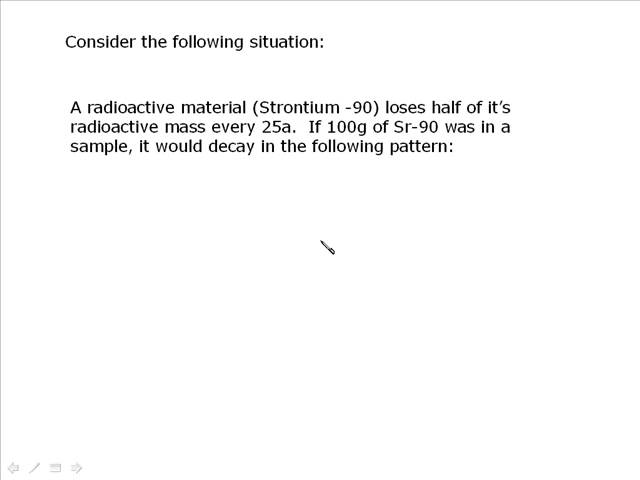 Consider the following situation:
A radioactive material (Strontium -90) loses half of it's
radioactive mass every 25a.  If 100g of Sr-90 was in a
sample, it would decay in the following pattern: